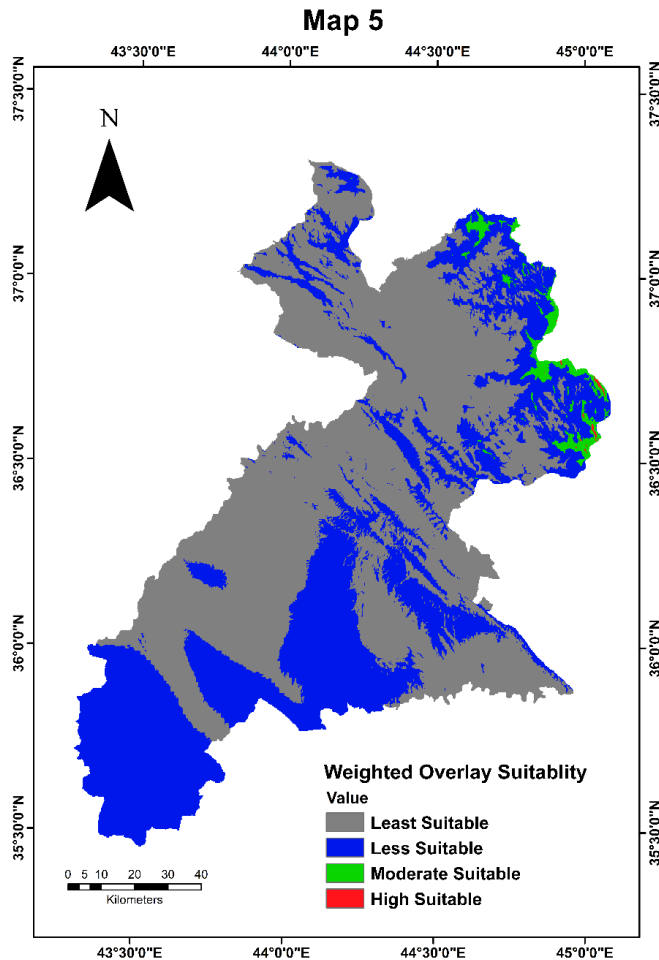 Map 5
43°30'0"E 44°0'0"E 44°30'0"E 45°0'0"E
37°30'0"N 37°30'0"N
N
37°0'0"N 37°0'0"N
36°30'0"N 36°30'0"N
36°0'0"N 36°0'0"N
35°30'0"N 35°30'0"N
Weighted Overlay Suitablity
Value
Least Suitable
Less Suitable
Moderate Suitable
High Suitable
0 5 10 20 30 40
Kilometers
43°30'0"E 44°0'0"E 44°30'0"E 45°0'0"E